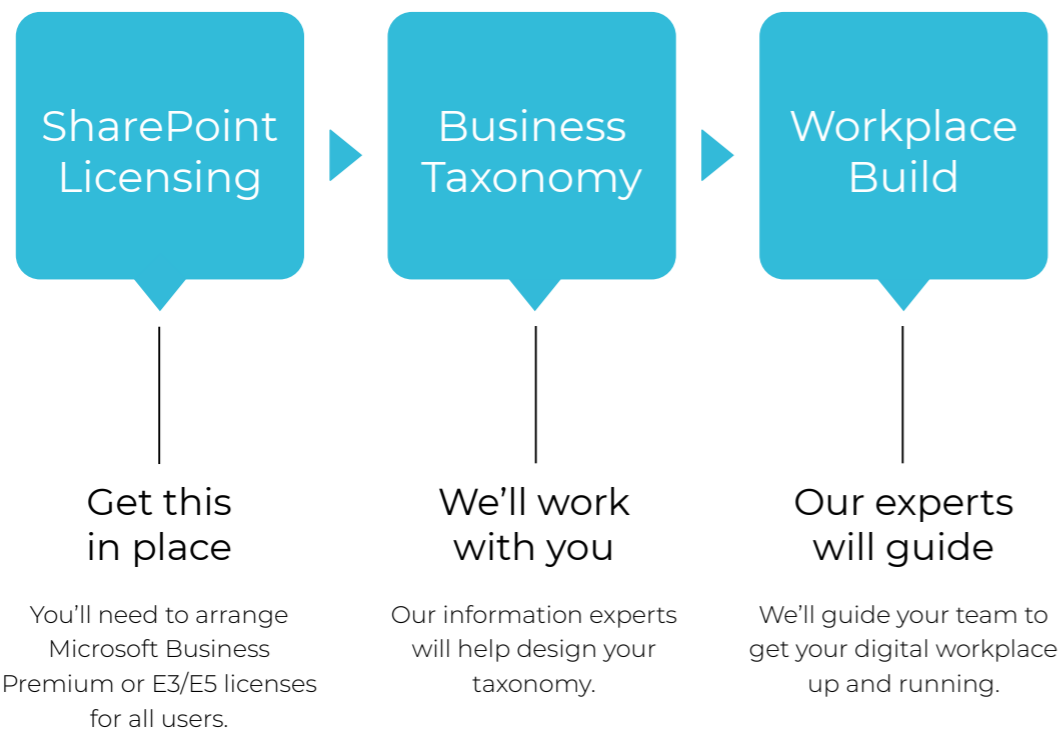 SharePoint
Licensing
Business
Taxonomy
Workplace
Build
Get this
in place
You’ll need to arrange
Microsoft Business
Premium or E3/E5 licenses
for all users.
We’ll work
with you
Our information experts
will help design your
taxonomy.
Our experts
will guide
We’ll guide your team to
get your digital workplace
up and running.